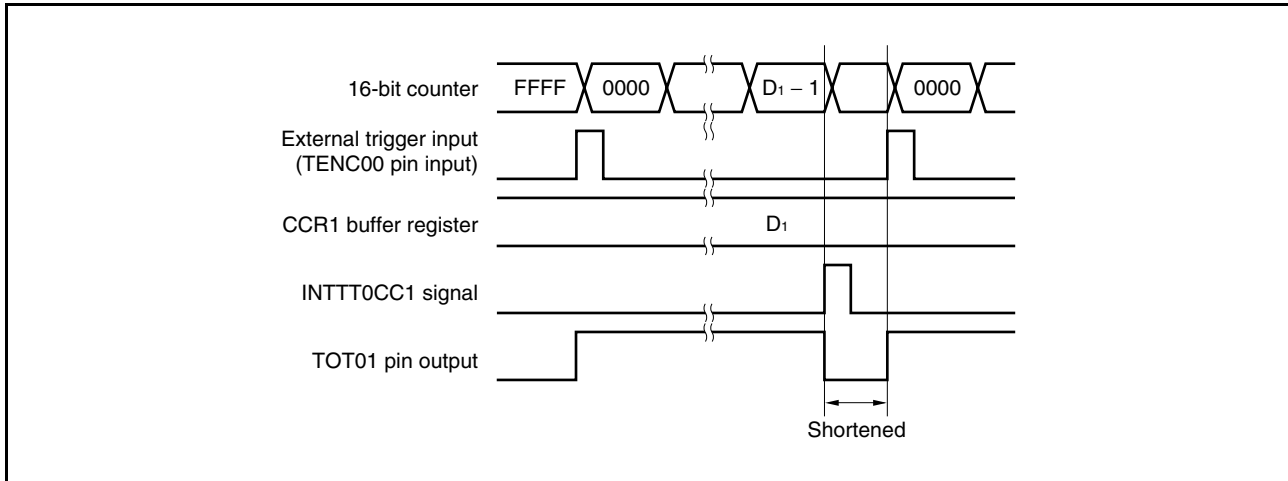 16-bit counter FFFF 0000 D₁ – 1 0000
External trigger input
(TENC00 pin input)
CCR1 buffer register D₁
INTTT0CC1 signal
TOT01 pin output
Shortened